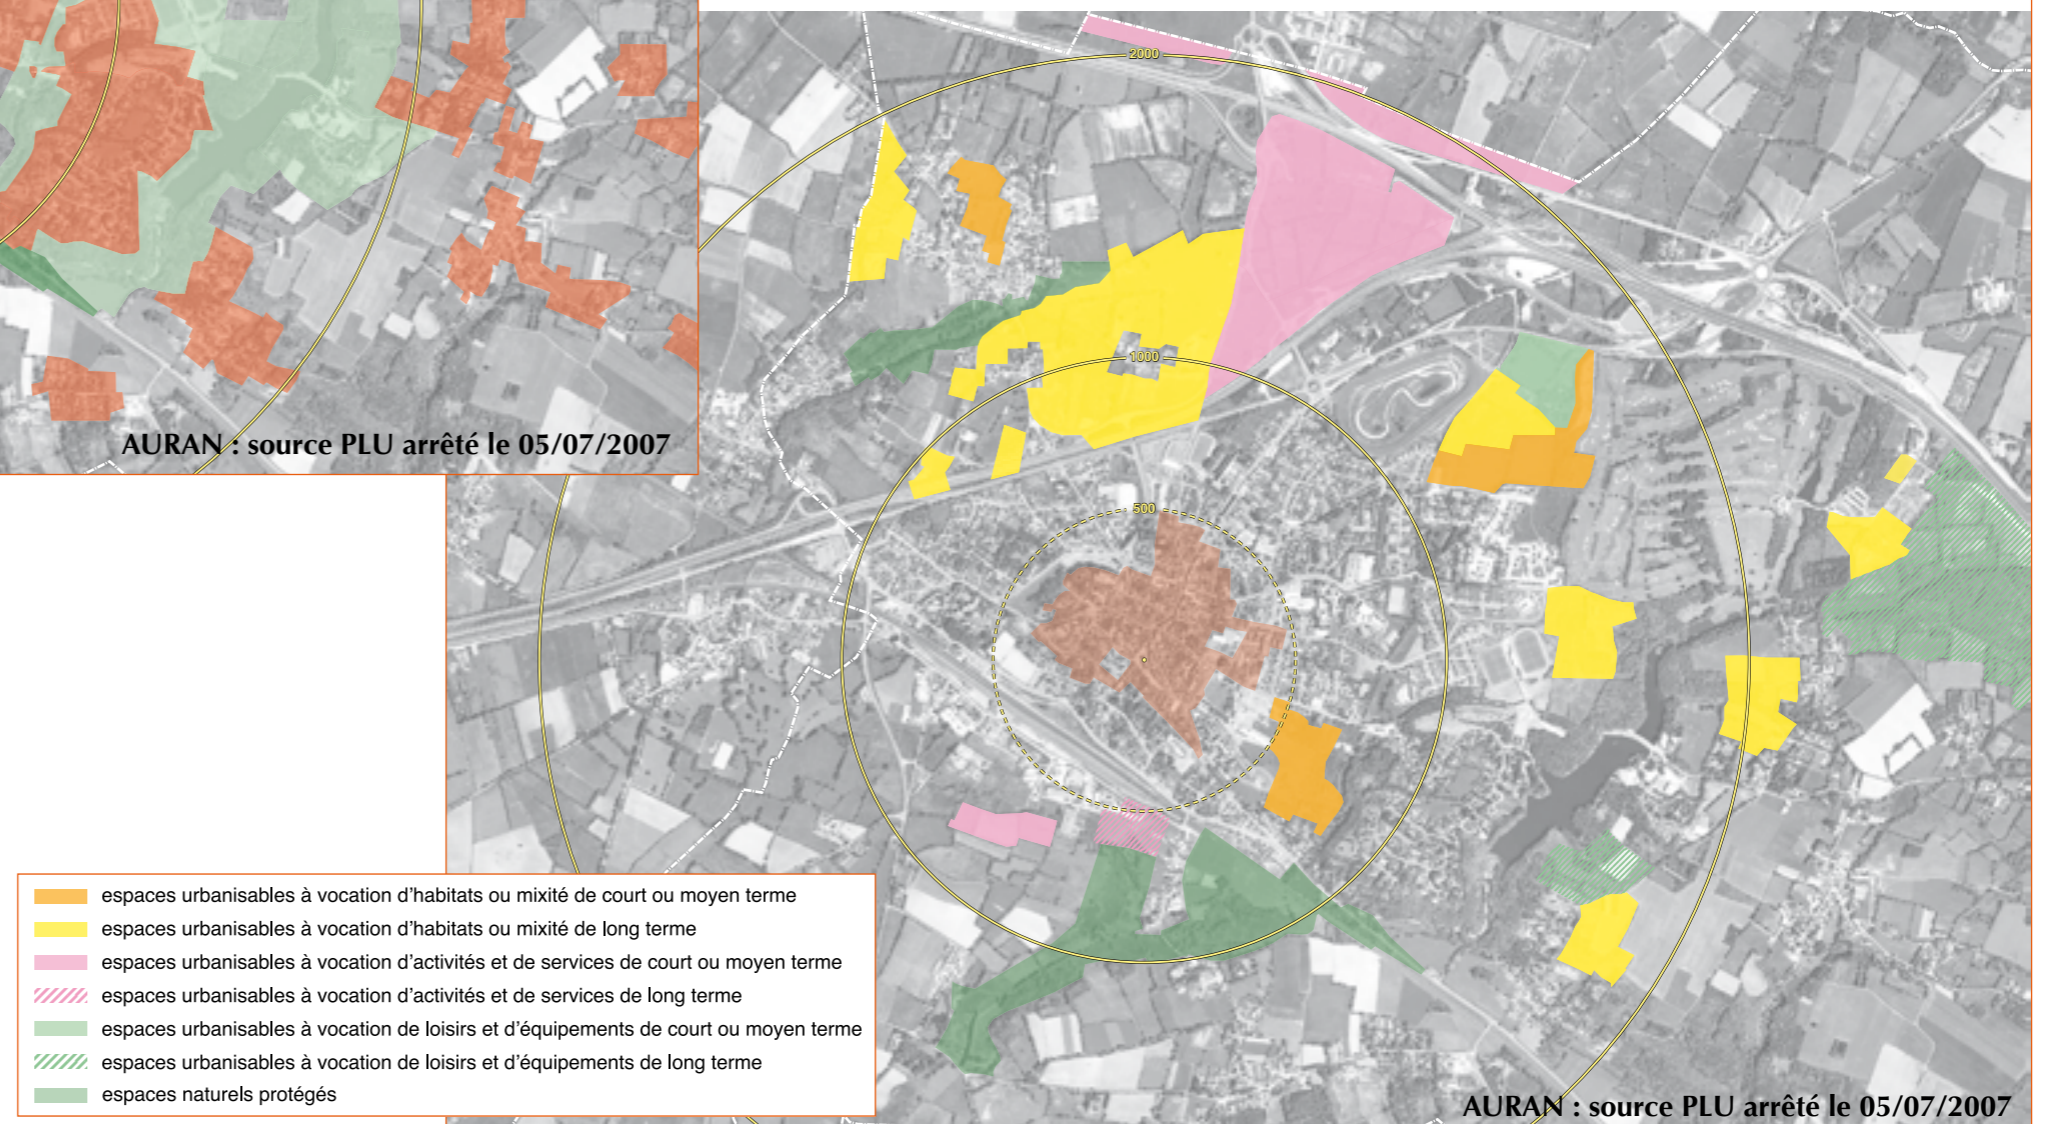 2000
1000
AURAN : source PLU arrêté le 05/07/2007
500
espaces urbanisables à vocation d’habitats ou mixité de court ou moyen terme
espaces urbanisables à vocation d’habitats ou mixité de long terme
espaces urbanisables à vocation d’activités et de services de court ou moyen terme
espaces urbanisables à vocation d’activités et de services de long terme
espaces urbanisables à vocation de loisirs et d’équipements de court ou moyen terme
espaces urbanisables à vocation de loisirs et d’équipements de long terme
espaces naturels protégés
AURAN : source PLU arrêté le 05/07/2007